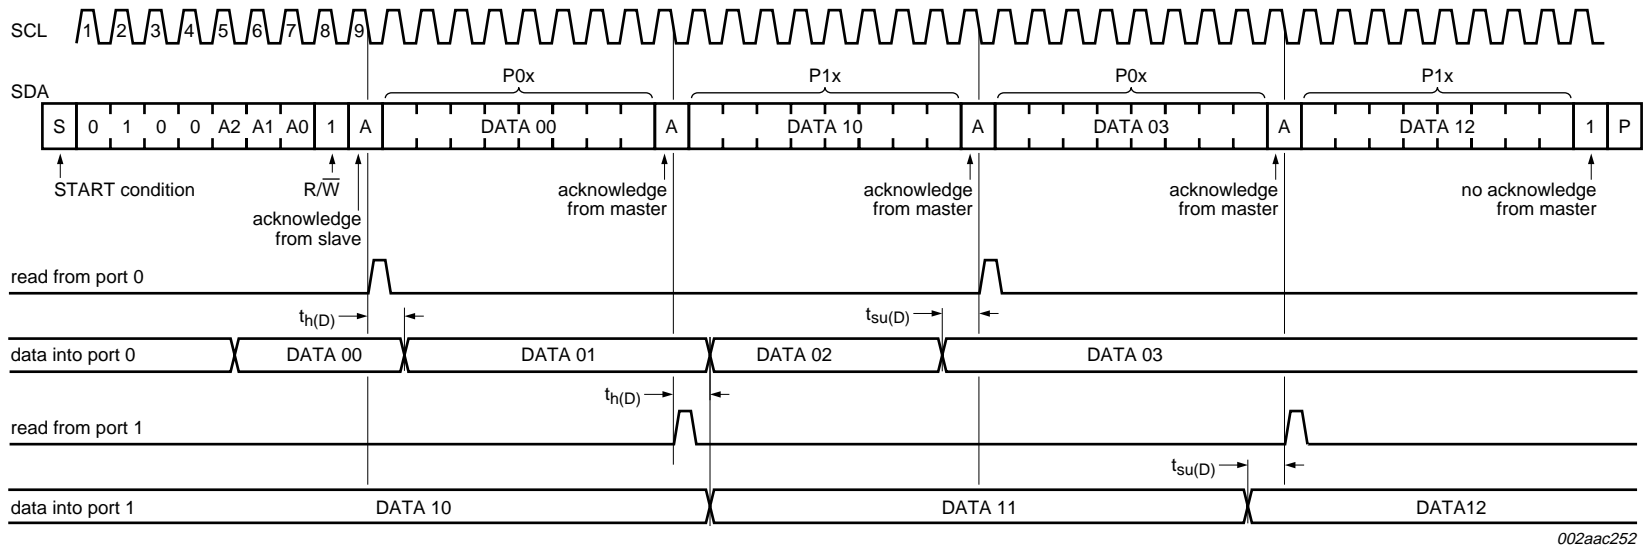 SCL 1 2 3 4 5 6 7 8 9
P0x P1x P0x P1x
SDA
S 0 1 0 0 A2 A1 A0 1 A DATA 00 A DATA 10 A DATA 03 A DATA 12 1 P
START condition R/W̅ acknowledge acknowledge acknowledge no acknowledge
from master from master from master from master
acknowledge
from slave
read from port 0
th(D) tsu(D)
data into port 0 DATA 00 DATA 01 DATA 02 DATA 03
th(D)
read from port 1
tsu(D)
data into port 1 DATA 10 DATA 11 DATA12
002aac252